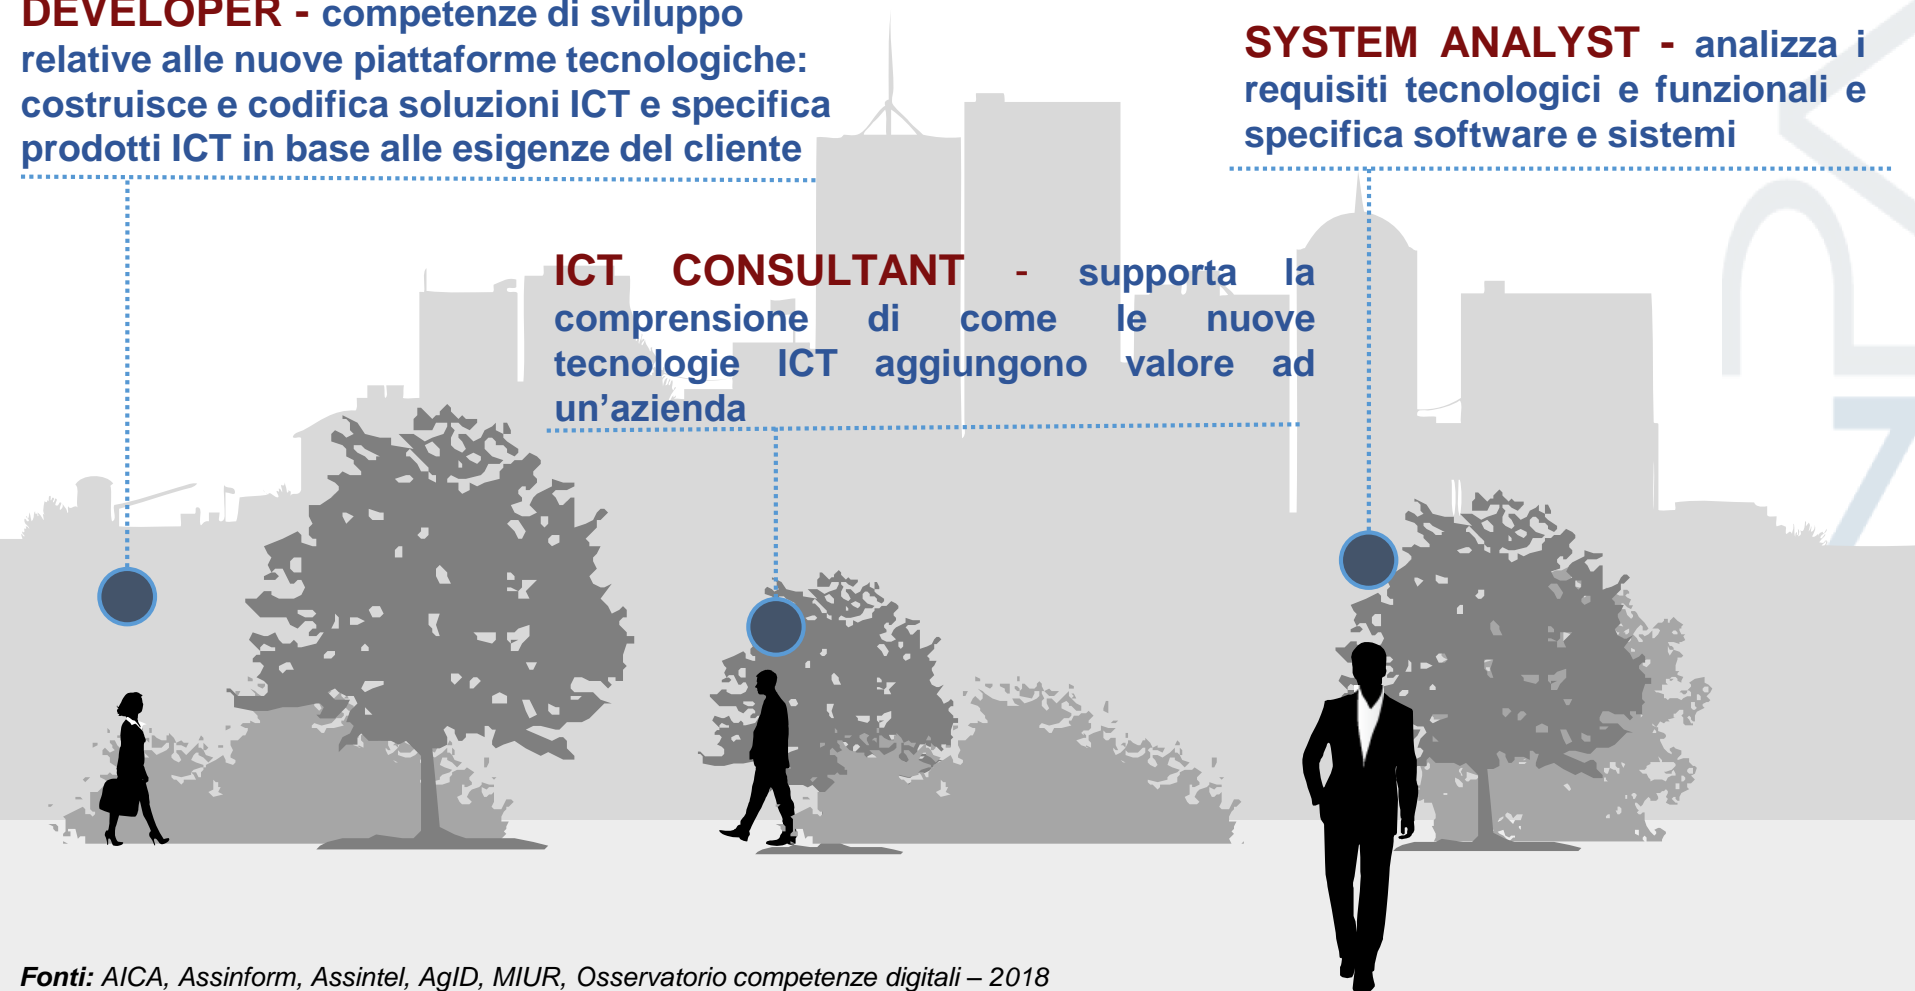 DEVELOPER - competenze di sviluppo
relative alle nuove piattaforme tecnologiche:
costruisce e codifica soluzioni ICT e specifica
prodotti ICT in base alle esigenze del cliente
SYSTEM ANALYST - analizza i
requisiti tecnologici e funzionali e
specifica software e sistemi
ICT CONSULTANT - supporta la
comprensione di come le nuove
tecnologie ICT aggiungono valore ad
un’azienda
Fonti: AICA, Assinform, Assintel, AgID, MIUR, Osservatorio competenze digitali – 2018